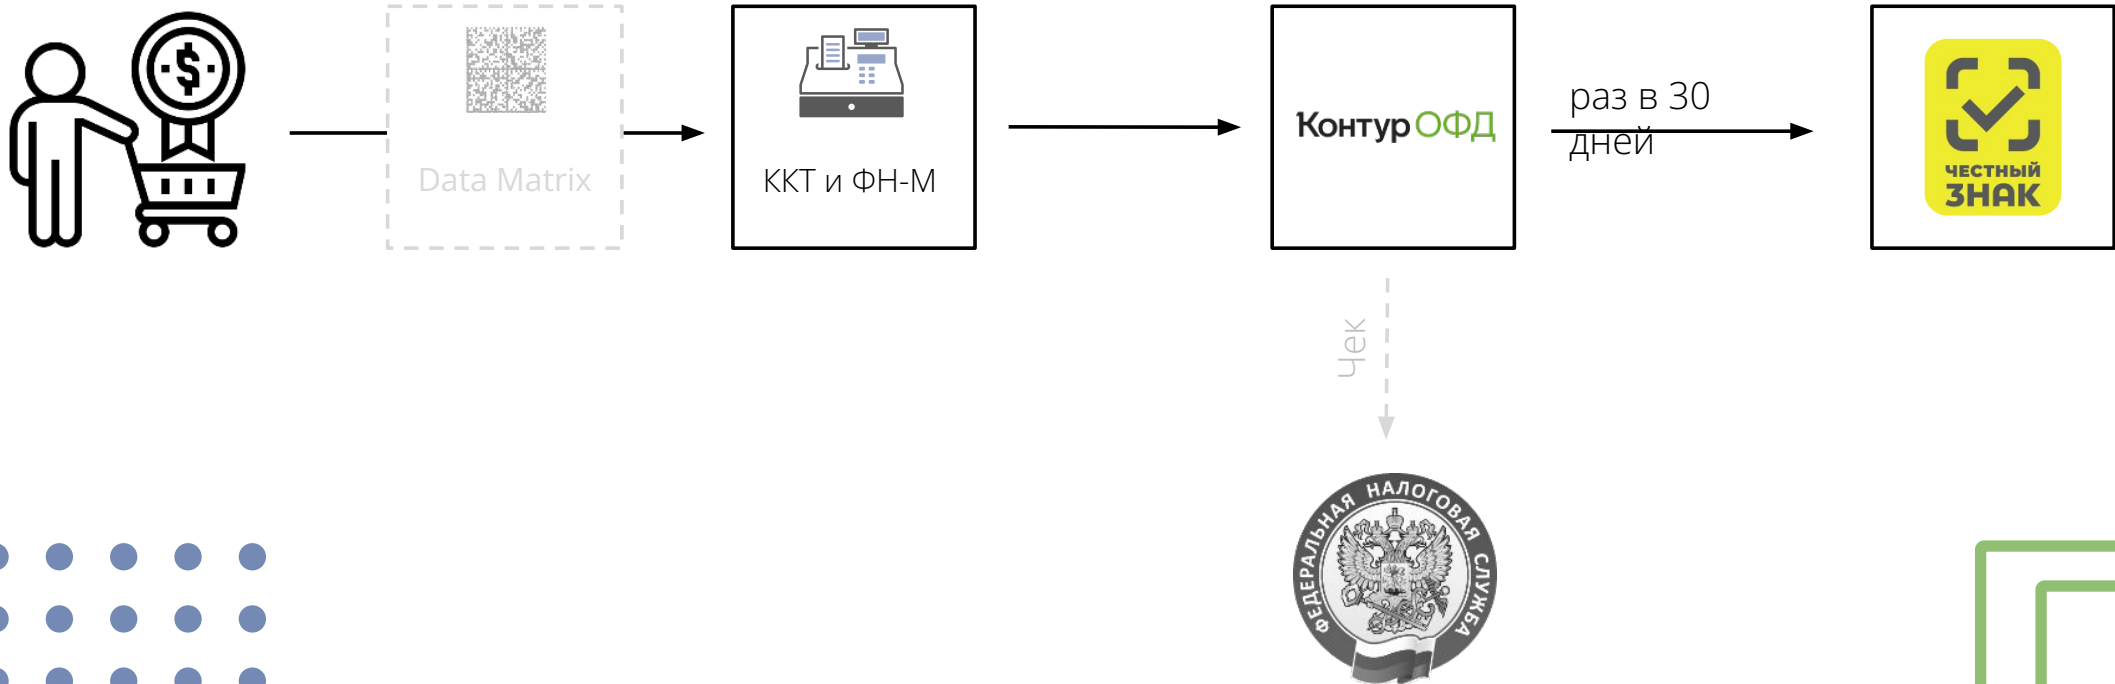 Data Matrix
ККТ и ФН-М
Контур ОФД
раз в 30
дней
ЧЕСТНЫЙ
ЗНАК
Чек
ФЕДЕРАЛЬНАЯ НАЛОГОВАЯ СЛУЖБА